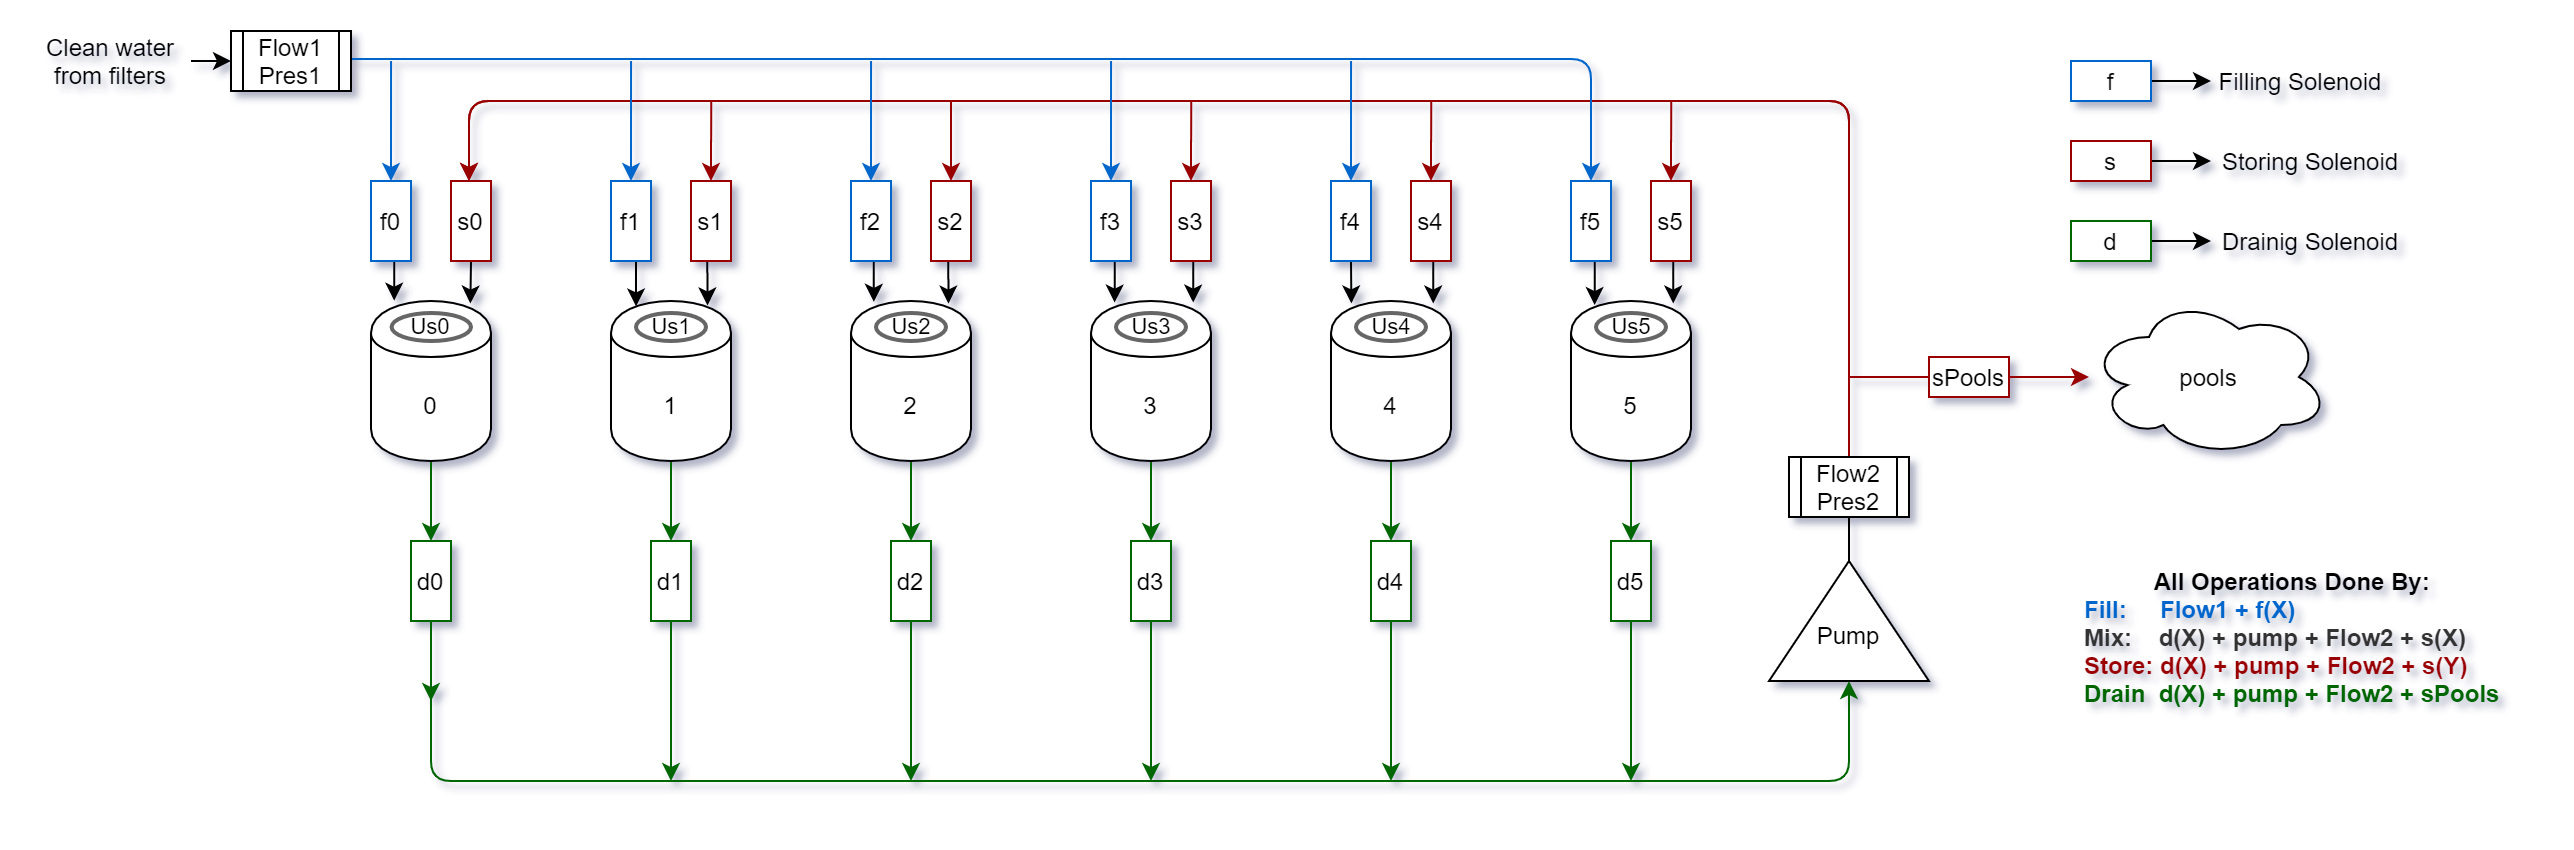 Clean water
from filters
Flow1
Pres1
f0
s0
f1
s1
f2
s2
f3
s3
f4
s4
f5
s5
Us0
Us1
Us2
Us3
Us4
Us5
0
1
2
3
4
5
d0
d1
d2
d3
d4
d5
Flow2
Pres2
Pump
sPools
pools
f
Filling Solenoid
s
Storing Solenoid
d
Drainig Solenoid
All Operations Done By:
Fill: Flow1 + f(X)
Mix: d(X) + pump + Flow2 + s(X)
Store: d(X) + pump + Flow2 + s(Y)
Drain d(X) + pump + Flow2 + sPools